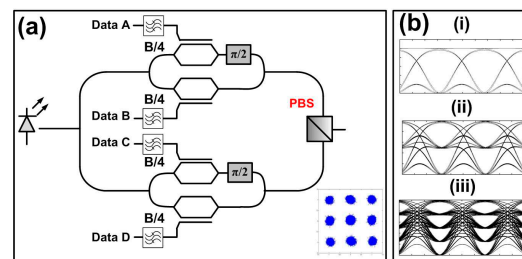 (a)
Data A
B/4
π/2
B/4
Data B
PBS
Data C
B/4
π/2
B/4
Data D
(b)
(i)
(ii)
(iii)